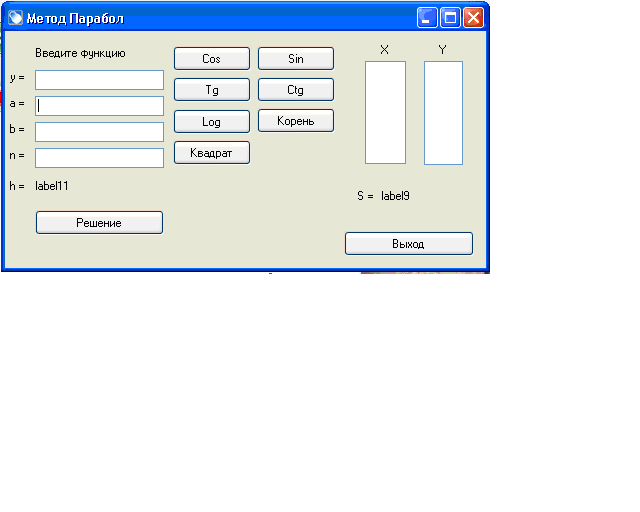 Метод Парабол
Введите функцию
y =
a =
b =
n =
h = label11
Решение
Cos
Sin
Tg
Ctg
Log
Корень
Квадрат
X
Y
S = label9
Выход